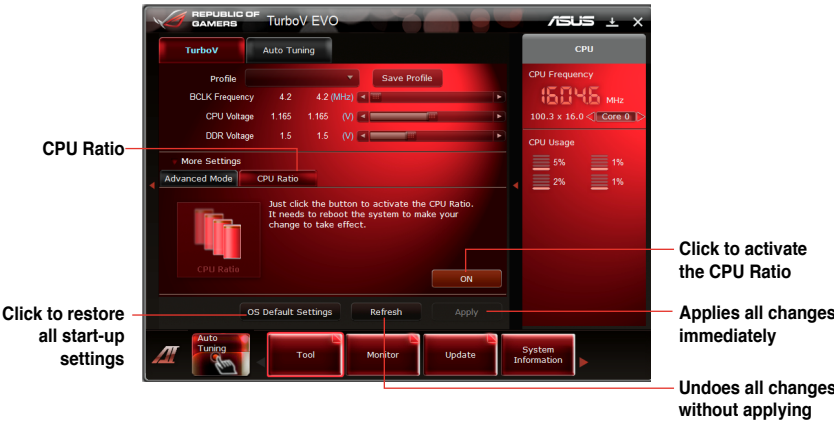 REPUBLIC OF
GAMERS
TurboV EVO
ASUS
TurboV
Auto Tuning
CPU
Profile
Save Profile
BCLK Frequency 4.2 4.2 (MHz)
CPU Voltage 1.165 1.165 (V)
DDR Voltage 1.5 1.5 (V)
More Settings
Advanced Mode
CPU Ratio
Just click the button to activate the CPU Ratio.
It needs to reboot the system to make your
change to take effect.
CPU Ratio
ON
OS Default Settings
Refresh
Apply
CPU Frequency
1604.6 MHz
100.3 x 16.0 Core 0
CPU Usage
5% 1%
2% 1%
Auto
Tuning
Tool
Monitor
Update
System
Information
CPU Ratio
Click to restore
all start-up
settings
Click to activate
the CPU Ratio
Applies all changes
immediately
Undoes all changes
without applying